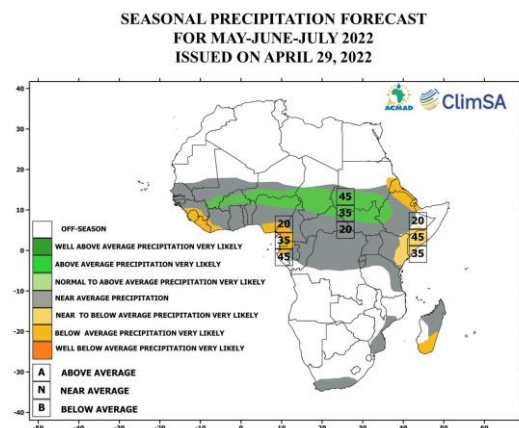 SEASONAL PRECIPITATION FORECAST
FOR MAY-JUNE-JULY 2022
ISSUED ON APRIL 29, 2022
ACMAD ClimSA
40
30
20
10
0
-10
-20
-30
-40
45
35
20
20
35
45
20
45
35
OFF-SEASON
WELL ABOVE AVERAGE PRECIPITATION VERY LIKELY
ABOVE AVERAGE PRECIPITATION VERY LIKELY
NORMAL TO ABOVE AVERAGE PRECIPITATION VERY LIKELY
NEAR AVERAGE PRECIPITATION
NEAR TO BELOW AVERAGE PRECIPITATION VERY LIKELY
BELOW AVERAGE PRECIPITATION VERY LIKELY
WELL BELOW AVERAGE PRECIPITATION VERY LIKELY
A ABOVE AVERAGE
N NEAR AVERAGE
B BELOW AVERAGE
-50 -40 -30 -20 -10 0 10 20 30 40 50 60